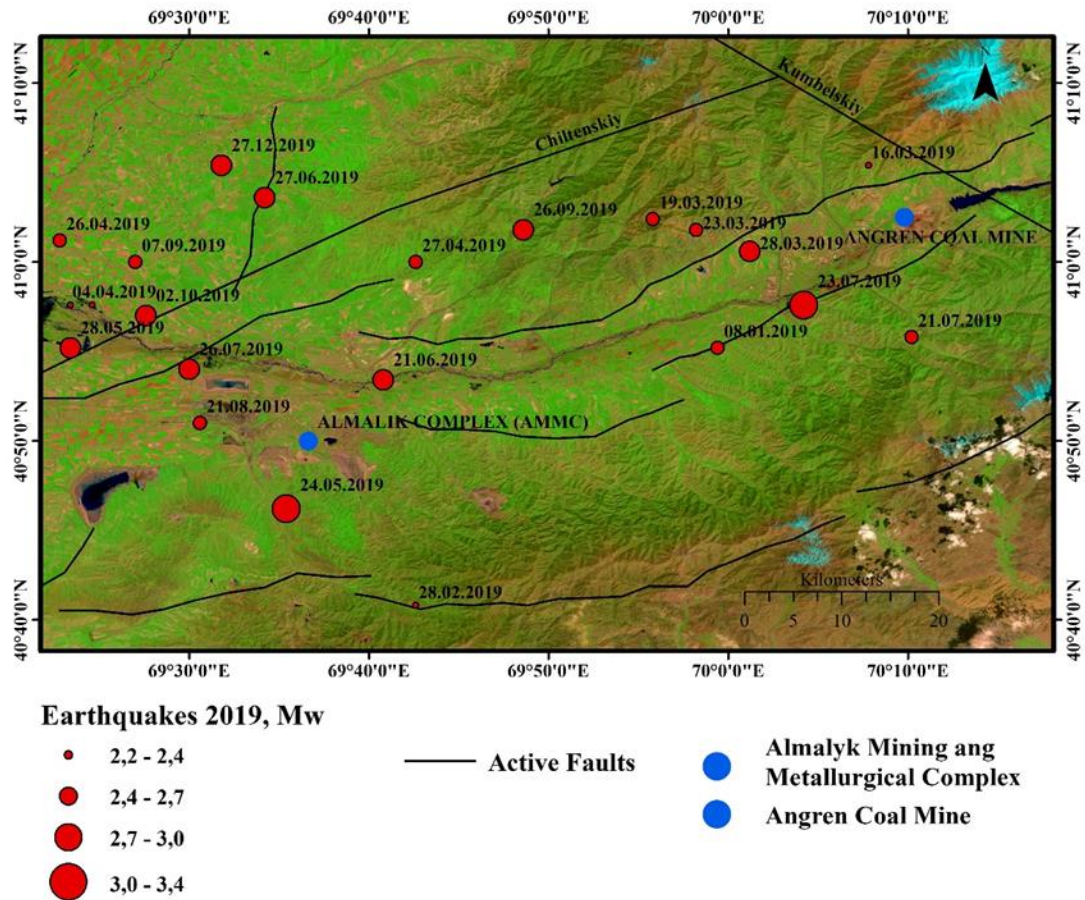 69°30'0"E 69°40'0"E 69°50'0"E 70°0'0"E 70°10'0"E
41°10'0"N
41°0'0"N
40°50'0"N
40°40'0"N
Kumbelskiy
Chiltenskiy
27.12.2019
16.03.2019
27.06.2019
19.03.2019
26.04.2019
26.09.2019
23.03.2019
07.09.2019
27.04.2019
28.03.2019
ANGREN COAL MINE
04.04.2019
02.10.2019
23.07.2019
28.05.2019
08.01.2019
21.07.2019
26.07.2019
21.06.2019
21.08.2019
ALMALIK COMPLEX (AMMC)
24.05.2019
28.02.2019
Kilometers
0 5 10 20
41°10'0"N
41°0'0"N
40°50'0"N
40°40'0"N
69°30'0"E 69°40'0"E 69°50'0"E 70°0'0"E 70°10'0"E
Earthquakes 2019, Mw
2,2 - 2,4
2,4 - 2,7
2,7 - 3,0
3,0 - 3,4
Active Faults
Almalyk Mining ang
Metallurgical Complex
Angren Coal Mine